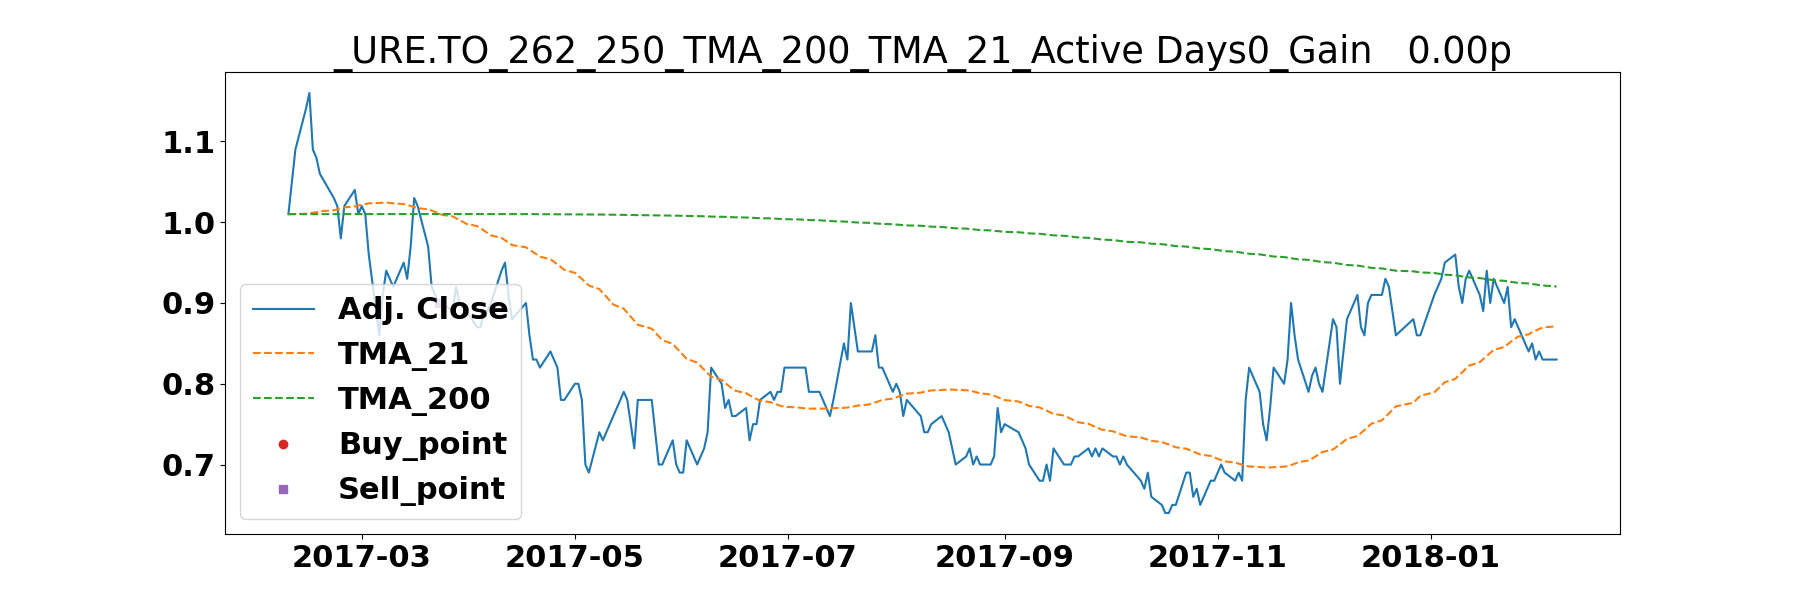 _URE.TO_262_250_TMA_200_TMA_21_Active Days0_Gain   0.00p
1.1
1.0
0.9
0.8
0.7
Adj. Close
TMA_21
TMA_200
Buy_point
Sell_point
2017-03 2017-05 2017-07 2017-09 2017-11 2018-01